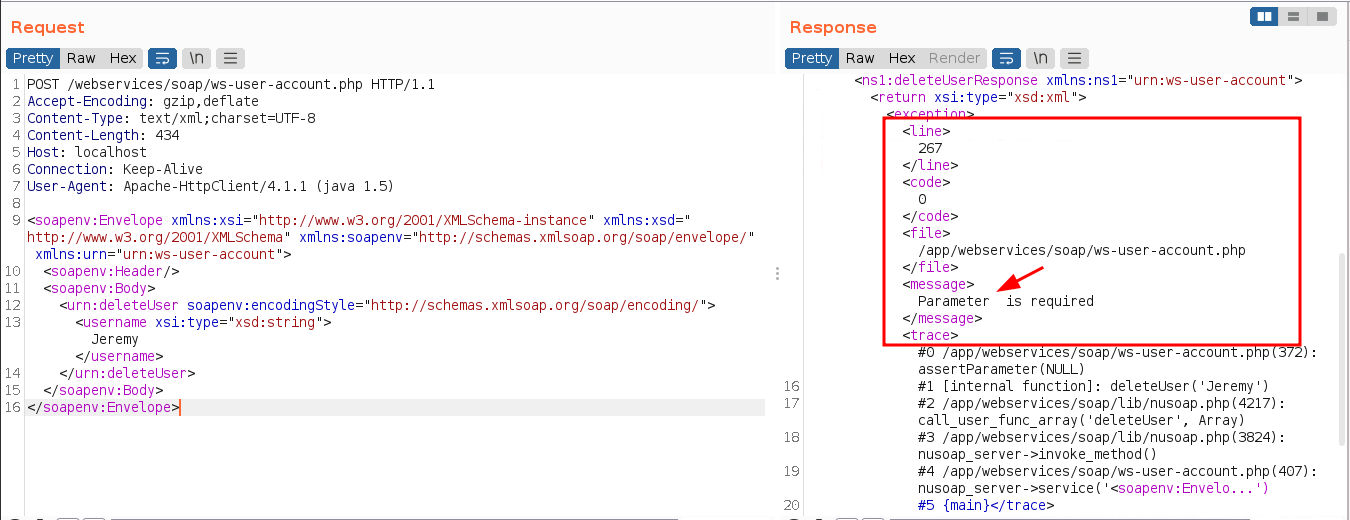 Request
Pretty Raw Hex \n
1 POST /webservices/soap/ws-user-account.php HTTP/1.1
2 Accept-Encoding: gzip,deflate
3 Content-Type: text/xml;charset=UTF-8
4 Content-Length: 434
5 Host: localhost
6 Connection: Keep-Alive
7 User-Agent: Apache-HttpClient/4.1.1 (java 1.5)
8
9 <soapenv:Envelope xmlns:xsi="http://www.w3.org/2001/XMLSchema-instance" xmlns:xsd="
http://www.w3.org/2001/XMLSchema" xmlns:soapenv="http://schemas.xmlsoap.org/soap/envelope/"
xmlns:urn="urn:ws-user-account">
10 <soapenv:Header/>
11 <soapenv:Body>
12 <urn:deleteUser soapenv:encodingStyle="http://schemas.xmlsoap.org/soap/encoding/">
13 <username xsi:type="xsd:string">
Jeremy
</username>
14 </urn:deleteUser>
15 </soapenv:Body>
16 </soapenv:Envelope>
Response
Pretty Raw Hex Render \n
<ns1:deleteUserResponse xmlns:ns1="urn:ws-user-account">
<return xsi:type="xsd:xml">
<exception>
<line>
267
</line>
<code>
0
</code>
<file>
/app/webservices/soap/ws-user-account.php
</file>
<message>
Parameter  is required
</message>
<trace>
#0 /app/webservices/soap/ws-user-account.php(372):
assertParameter(NULL)
16 #1 [internal function]: deleteUser('Jeremy')
17 #2 /app/webservices/soap/lib/nusoap.php(4217):
call_user_func_array('deleteUser', Array)
18 #3 /app/webservices/soap/lib/nusoap.php(3824):
nusoap_server->invoke_method()
19 #4 /app/webservices/soap/ws-user-account.php(407):
nusoap_server->service('<soapenv:Envelo...')
20 #5 {main}</trace>